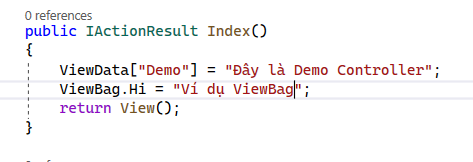 0 references
public IActionResult Index()
{
ViewData["Demo"] = "Đây là Demo Controller";
ViewBag.Hi = "Ví dụ ViewBag";
return View();
}